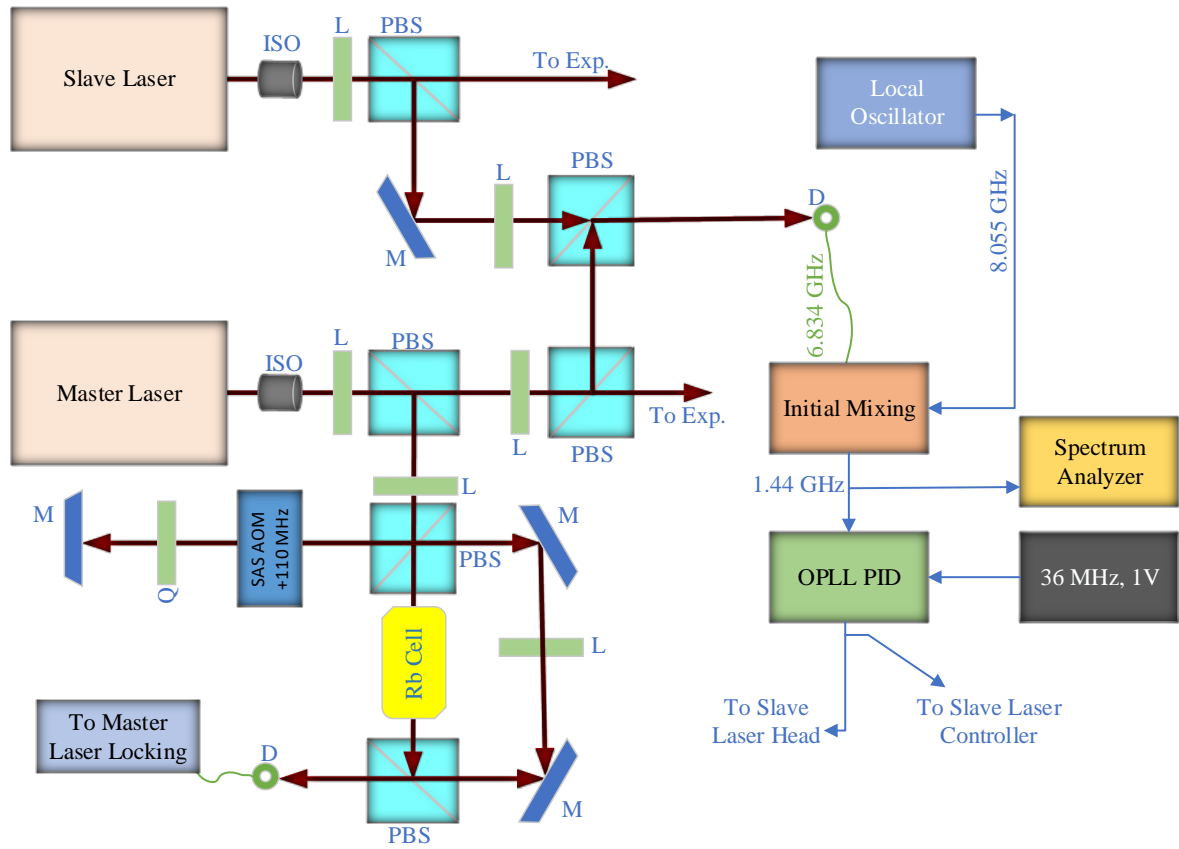 L
PBS
ISO
Slave Laser
To Exp.
Local
Oscillator
PBS
L
D
M
8.055 GHz
6.834 GHz
L
PBS
ISO
Master Laser
Initial Mixing
To Exp.
L
PBS
Spectrum
Analyzer
1.44 GHz
L
M
M
SAS AOM
+110 MHz
PBS
OPLL PID
36 MHz, 1V
Q
Rb Cell
L
To Master
Laser Locking
To Slave
Laser Head
To Slave Laser
Controller
D
M
PBS